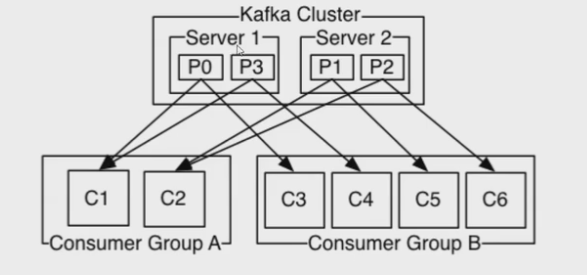 Kafka Cluster
Server 1 Server 2
P0 P3 P1 P2
C1 C2 C3 C4 C5 C6
Consumer Group A Consumer Group B